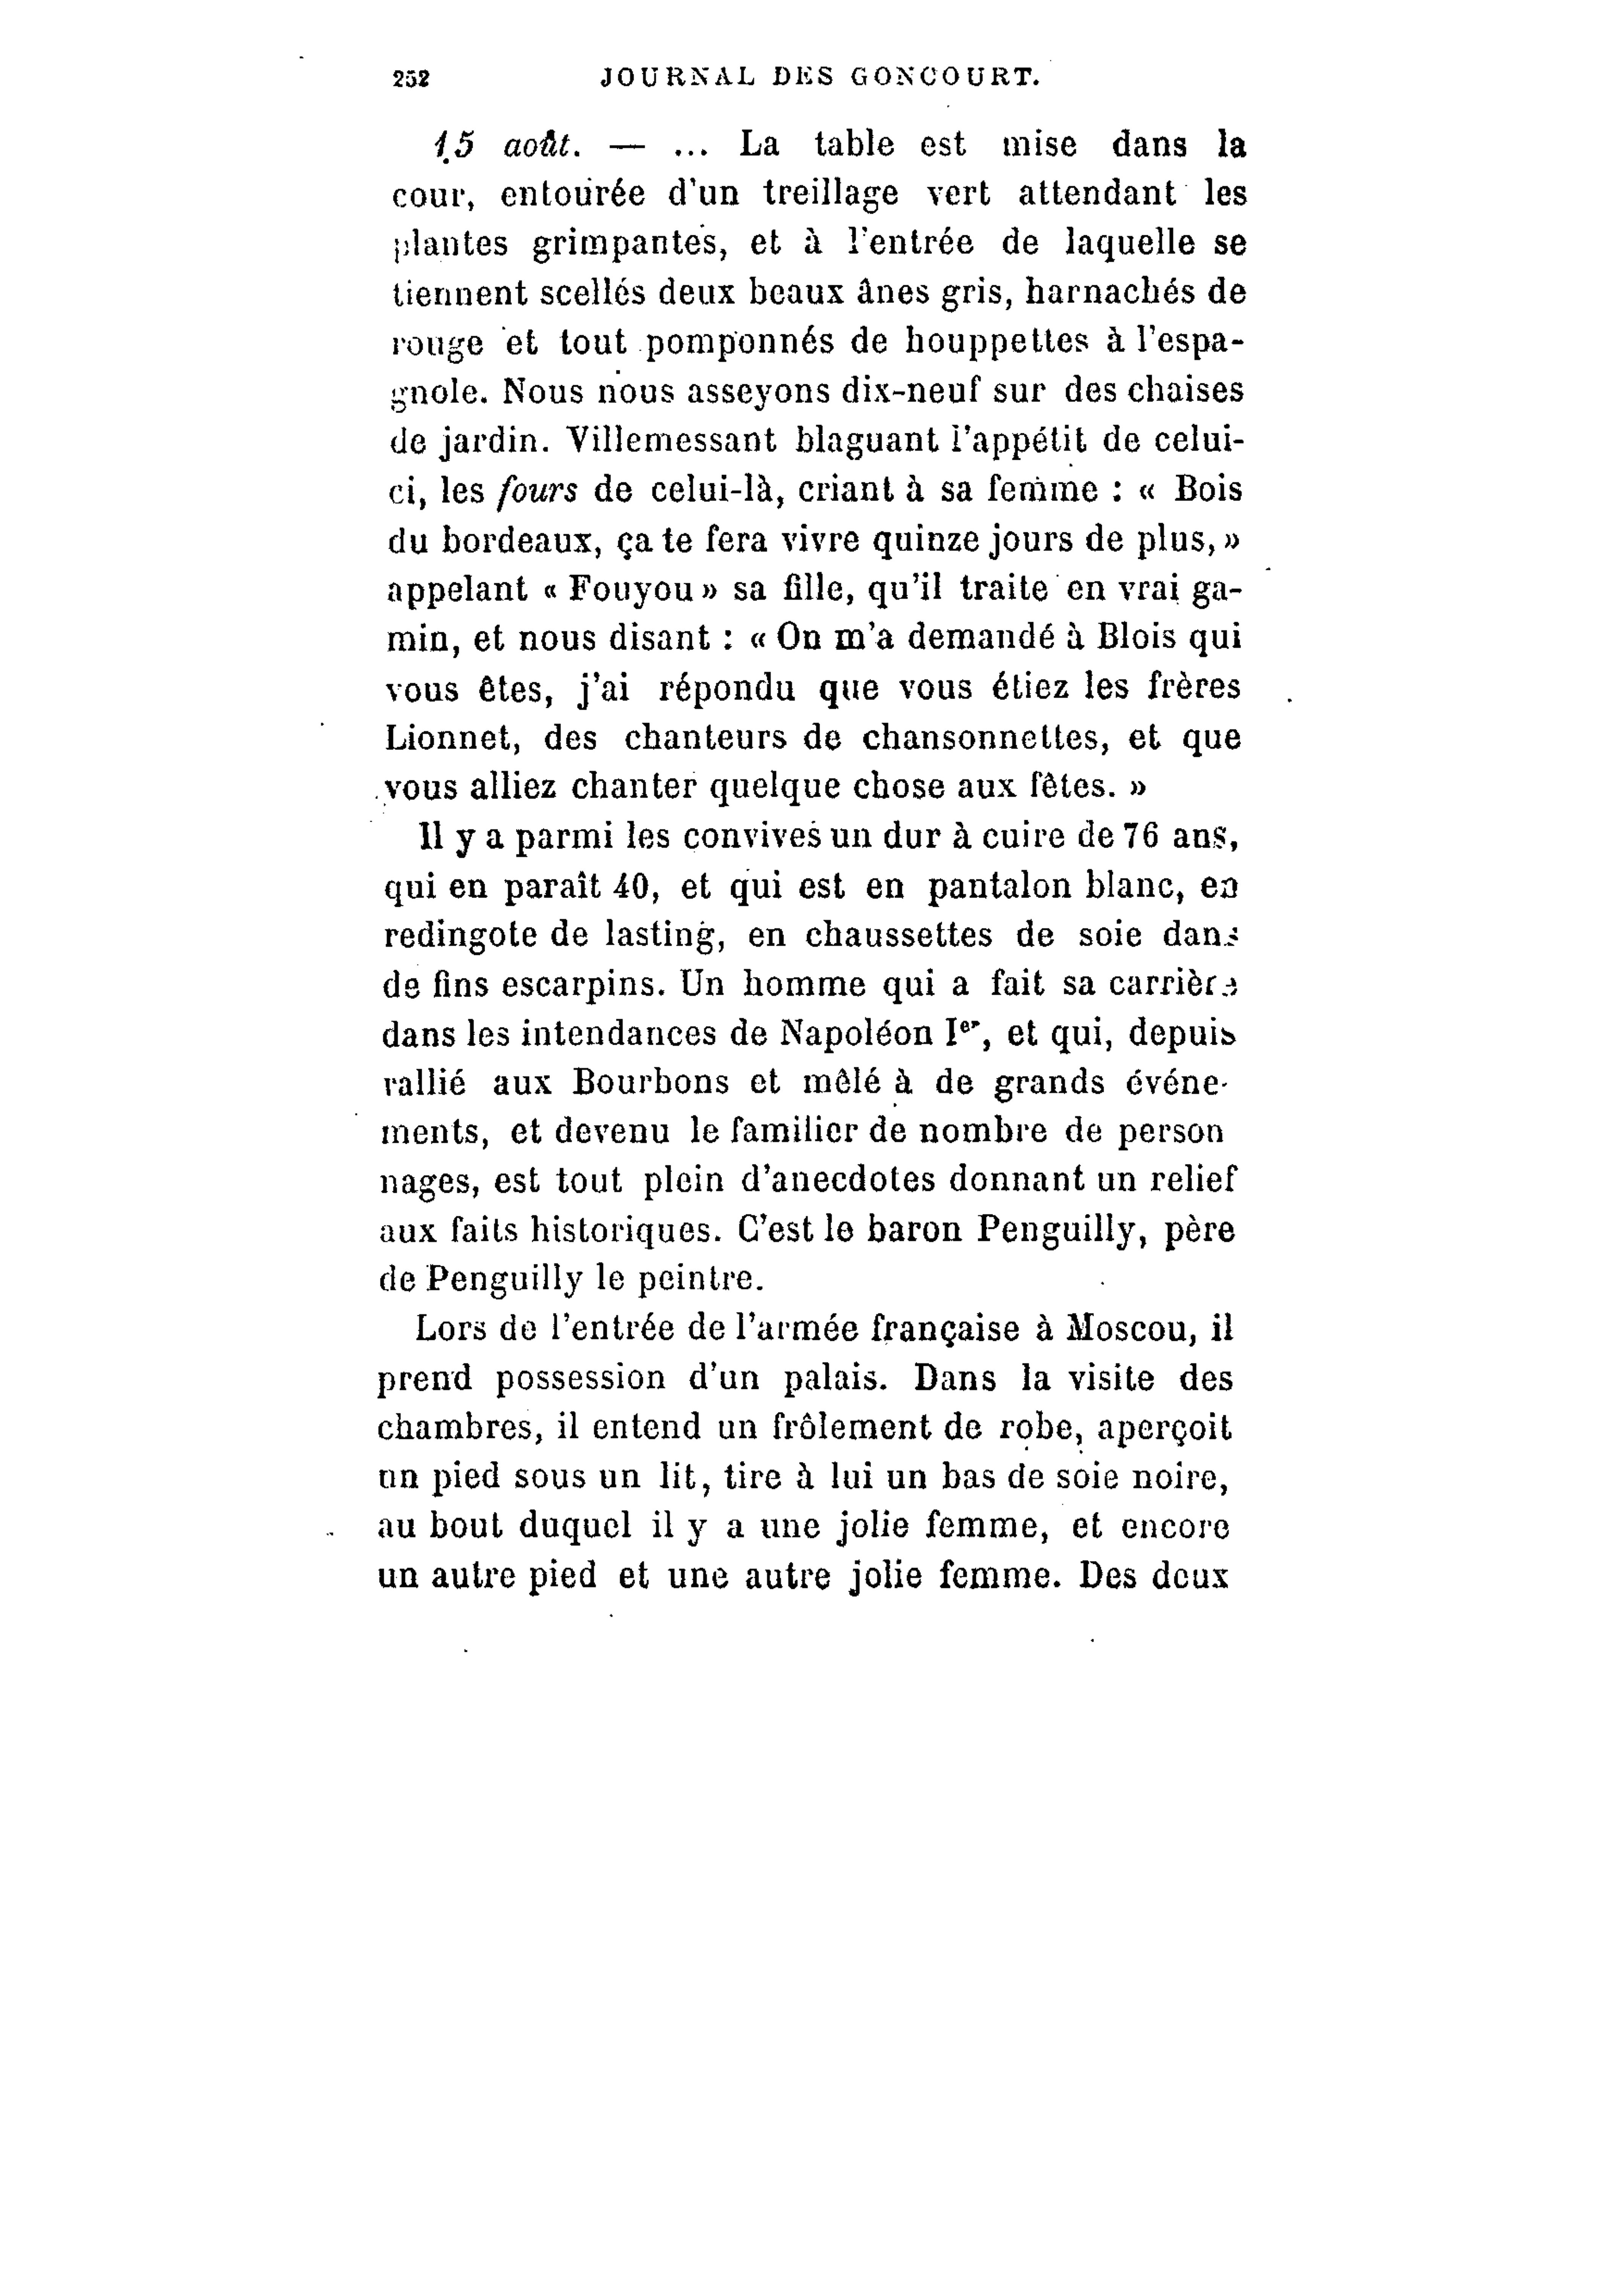 252 JOURNAL DES GONCOURT.
15 août. — ... La table est mise dans la
cour, entourée d'un treillage vert attendant les
plantes grimpantes, et à l'entrée de laquelle se
tiennent scellés deux beaux ânes gris, harnachés de
rouge et tout pomponnés de houppettes à l'espa-
gnole. Nous nous asseyons dix-neuf sur des chaises
de jardin. Villemessant blaguant l'appétit de celui-
ci, les fours de celui-là, criant à sa femme : « Bois
du bordeaux, ça te fera vivre quinze jours de plus, »
appelant « Fouyou » sa fille, qu'il traite en vrai ga-
min, et nous disant : « On m'a demandé à Blois qui
vous êtes, j'ai répondu que vous étiez les frères
Lionnet, des chanteurs de chansonnettes, et que
vous alliez chanter quelque chose aux fêtes. »
Il y a parmi les convives un dur à cuire de 76 ans,
qui en paraît 40, et qui est en pantalon blanc, en
redingote de lasting, en chaussettes de soie dans
de fins escarpins. Un homme qui a fait sa carrière
dans les intendances de Napoléon Ier, et qui, depuis
rallié aux Bourbons et mêlé à de grands événe-
ments, et devenu le familier de nombre de person
nages, est tout plein d'anecdotes donnant un relief
aux faits historiques. C'est le baron Penguilly, père
de Penguilly le peintre.
Lors de l'entrée de l'armée française à Moscou, il
prend possession d'un palais. Dans la visite des
chambres, il entend un frôlement de robe, aperçoit
un pied sous un lit, tire à lui un bas de soie noire,
au bout duquel il y a une jolie femme, et encore
un autre pied et une autre jolie femme. Des deux